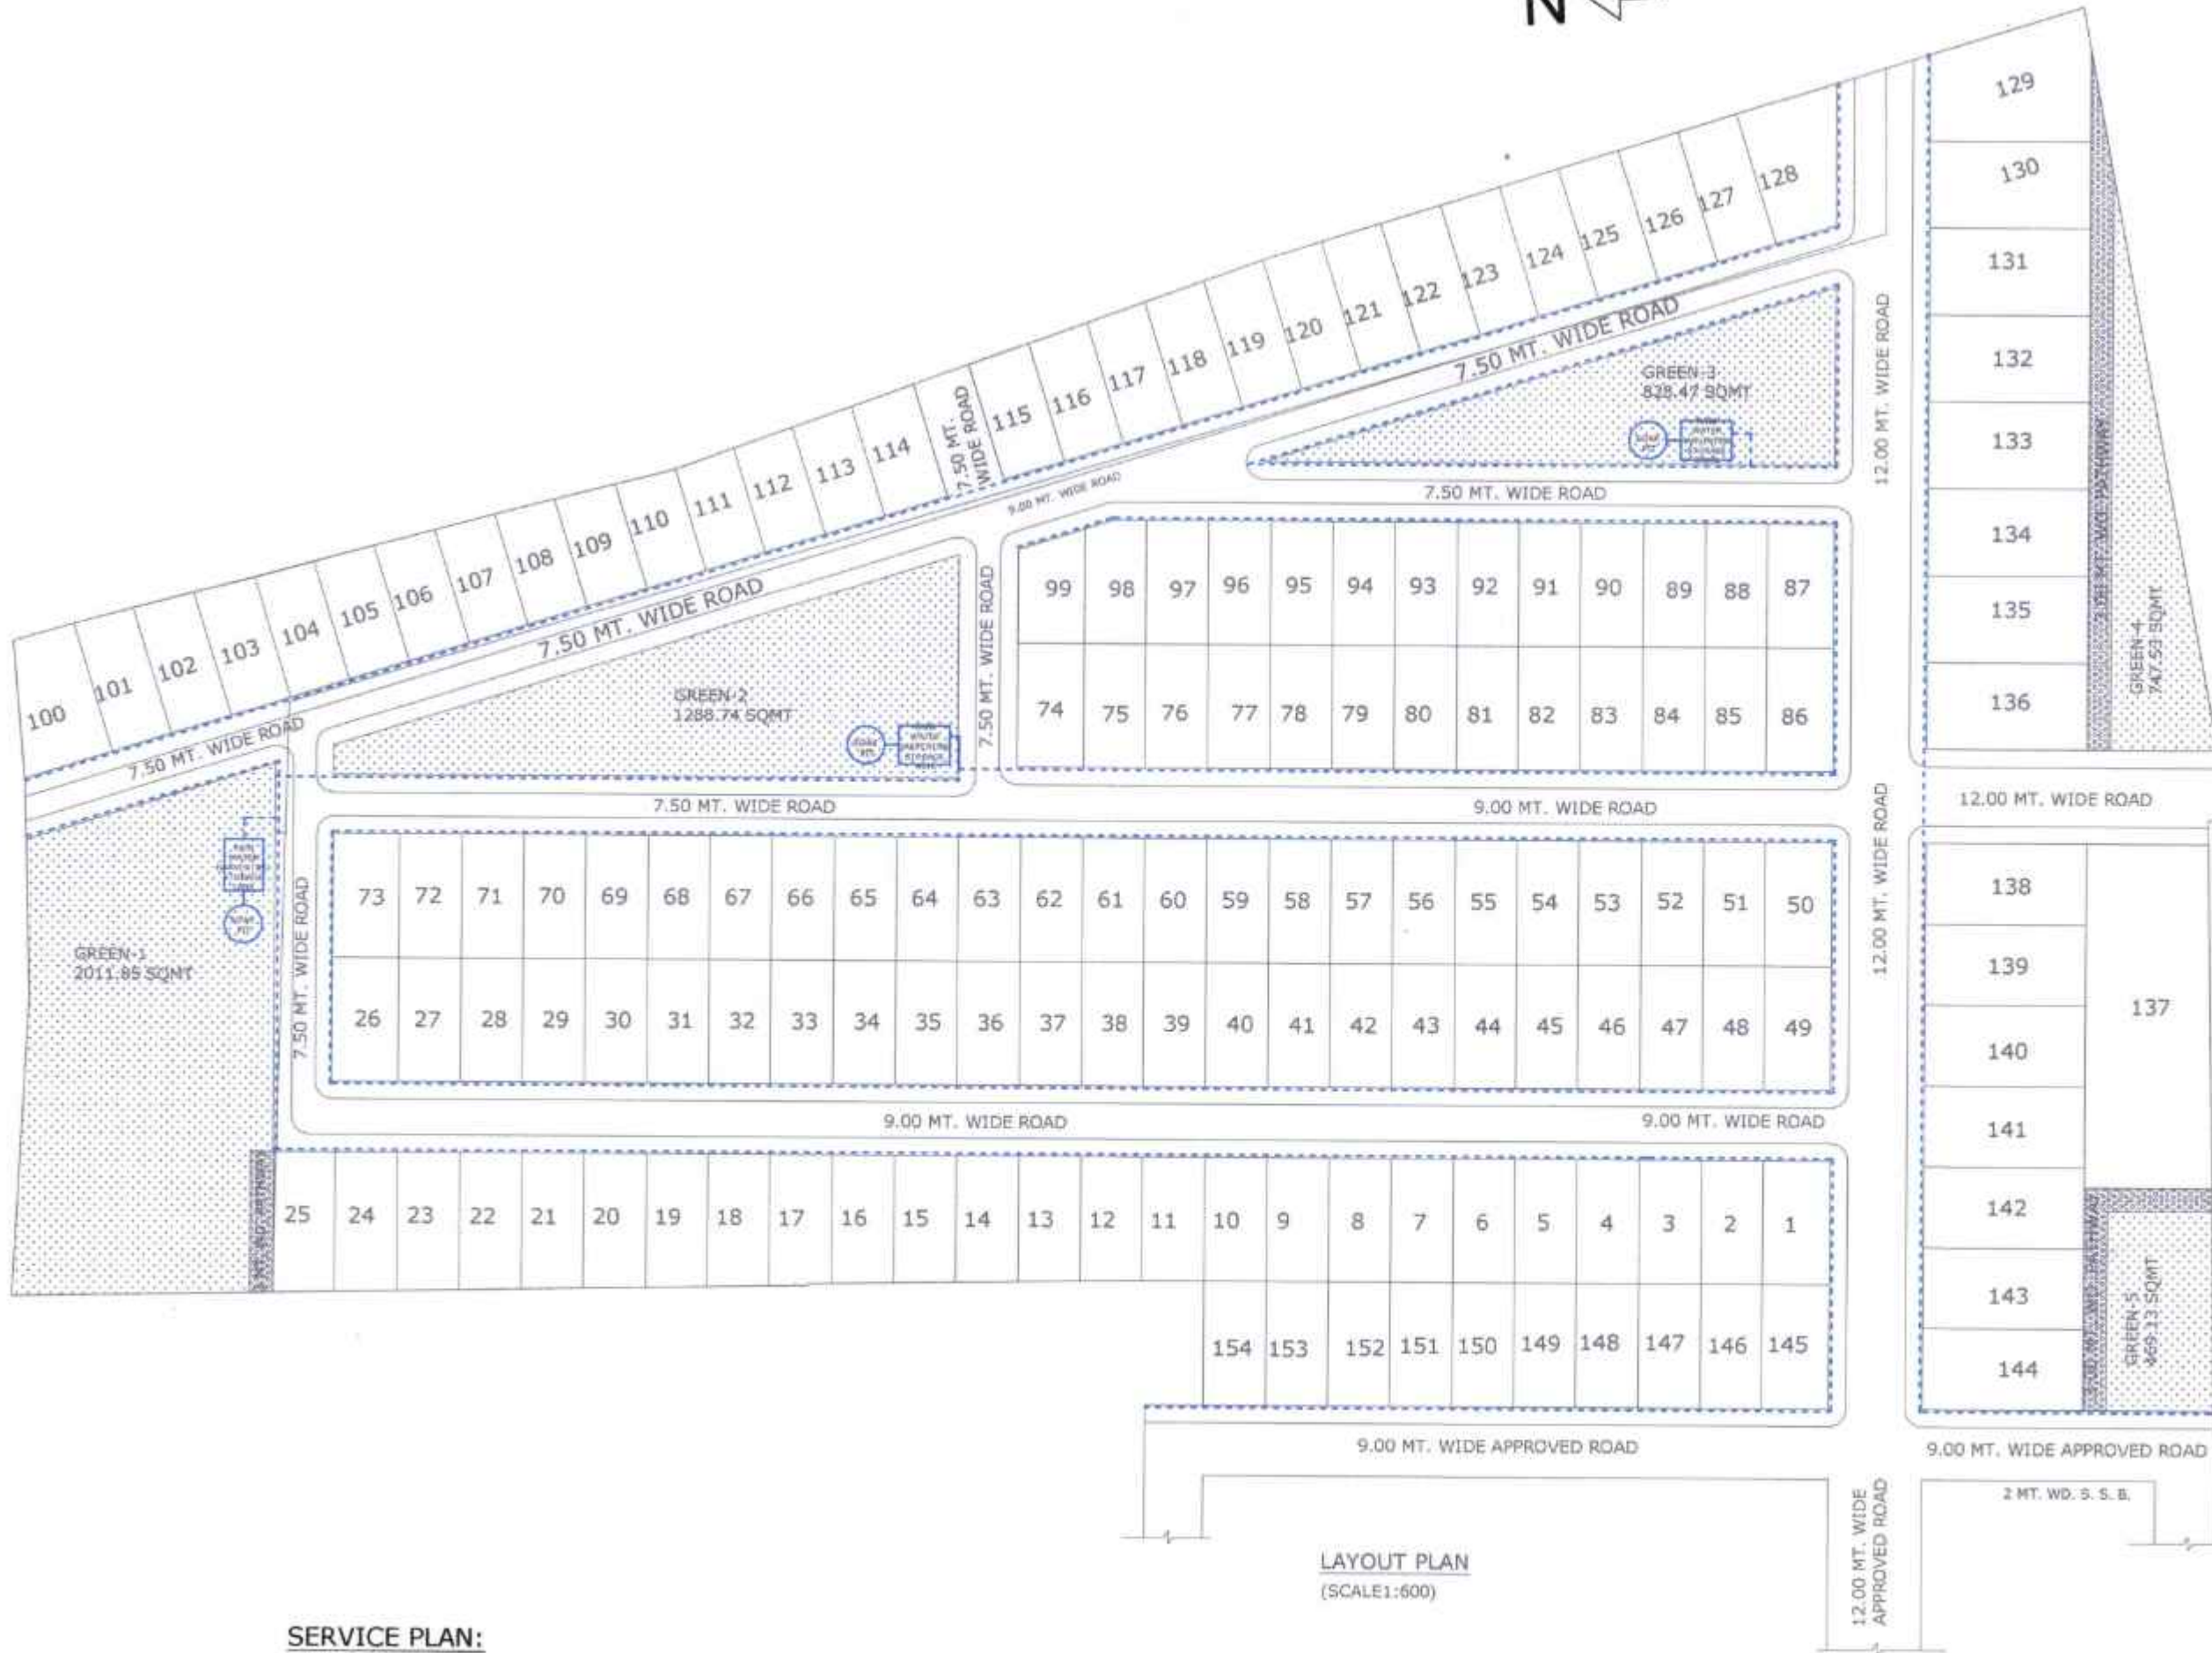 N
129
130
131
132
133
134
135
136
128
127
126
125
124
123
122
121
120
119
118
117
116
115
7.50 MT.
WIDE ROAD
114
113
112
111
110
109
108
107
106
105
104
103
102
101
100
7.50 MT. WIDE ROAD
7.50 MT. WIDE ROAD
9.00 MT. WIDE ROAD
7.50 MT. WIDE ROAD
GREEN-3
828.47 SQMT
SOAK
PIT
7.50 MT. WIDE ROAD
12.00 MT. WIDE ROAD
GREEN-4
747.53 SQMT
GREEN-2
1288.74 SQMT
7.50 MT. WIDE ROAD
99 98 97 96 95 94 93 92 91 90 89 88 87
74 75 76 77 78 79 80 81 82 83 84 85 86
7.50 MT. WIDE ROAD
9.00 MT. WIDE ROAD
12.00 MT. WIDE ROAD
12.00 MT. WIDE ROAD
GREEN-1
2011.85 SQMT
7.50 MT. WIDE ROAD
73 72 71 70 69 68 67 66 65 64 63 62 61 60 59 58 57 56 55 54 53 52 51 50
26 27 28 29 30 31 32 33 34 35 36 37 38 39 40 41 42 43 44 45 46 47 48 49
138
139
140
141
142
143
144
137
GREEN-5
469.13 SQMT
9.00 MT. WIDE ROAD
9.00 MT. WIDE ROAD
25 24 23 22 21 20 19 18 17 16 15 14 13 12 11 10 9 8 7 6 5 4 3 2 1
154 153 152 151 150 149 148 147 146 145
9.00 MT. WIDE APPROVED ROAD
9.00 MT. WIDE APPROVED ROAD
2 MT. WD. S. S. B.
12.00 MT. WIDE
APPROVED ROAD
LAYOUT PLAN
(SCALE1:600)
SERVICE PLAN: